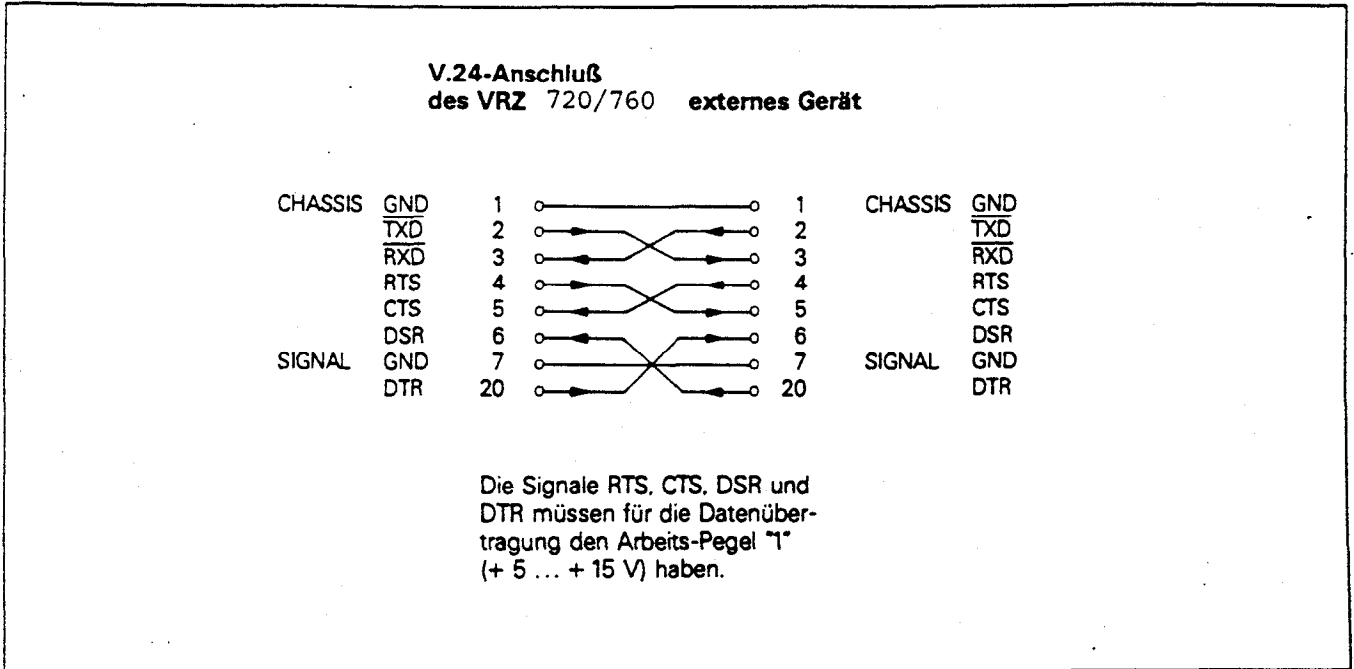 V.24-Anschluß
des VRZ 720/760 externes Gerät
CHASSIS GND 1 1 CHASSIS GND
TXD 2 2 TXD
RXD 3 3 RXD
RTS 4 4 RTS
CTS 5 5 CTS
DSR 6 6 DSR
SIGNAL GND 7 7 SIGNAL GND
DTR 20 20 DTR
Die Signale RTS, CTS, DSR und
DTR müssen für die Datenüber-
tragung den Arbeits-Pegel "1"
(+ 5 ... + 15 V) haben.